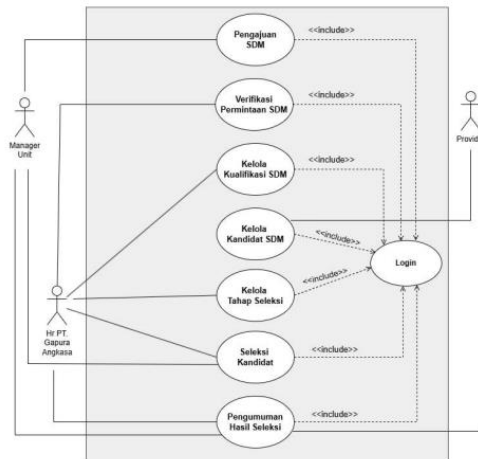 Pengajuan
SDM
<<include>>
Verifikasi
Permintaan SDM
<<include>>
Manager
Unit
Provid
Kelola
Kualifikasi SDM
<<include>>
Kelola
Kandidat SDM
<<include>>
Login
Kelola
Tahap Seleksi
<<include>>
Hr PT.
Gapura
Angkasa
Seleksi
Kandidat
<<include>>
Pengumuman
Hasil Seleksi
<<include>>